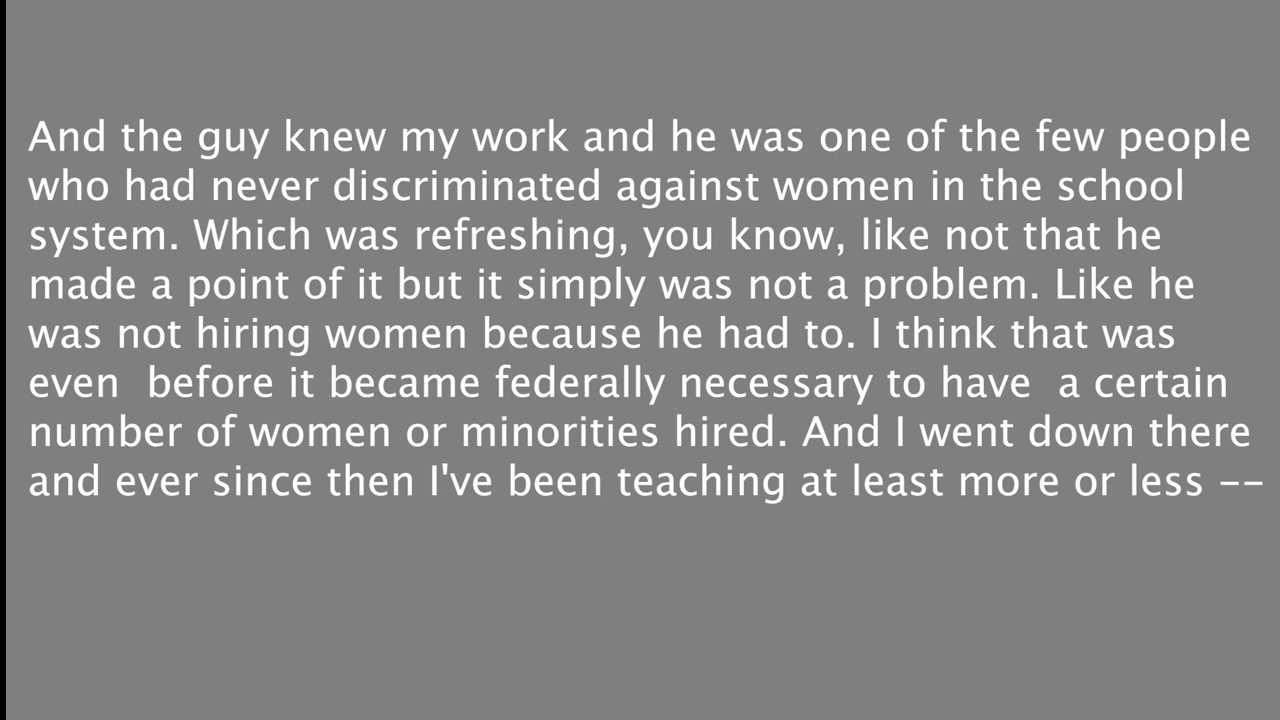 And the guy knew my work and he was one of the few people
who had never discriminated against women in the school
system. Which was refreshing, you know, like not that he
made a point of it but it simply was not a problem. Like he
was not hiring women because he had to. I think that was
even  before it became federally necessary to have  a certain
number of women or minorities hired. And I went down there
and ever since then I've been teaching at least more or less --